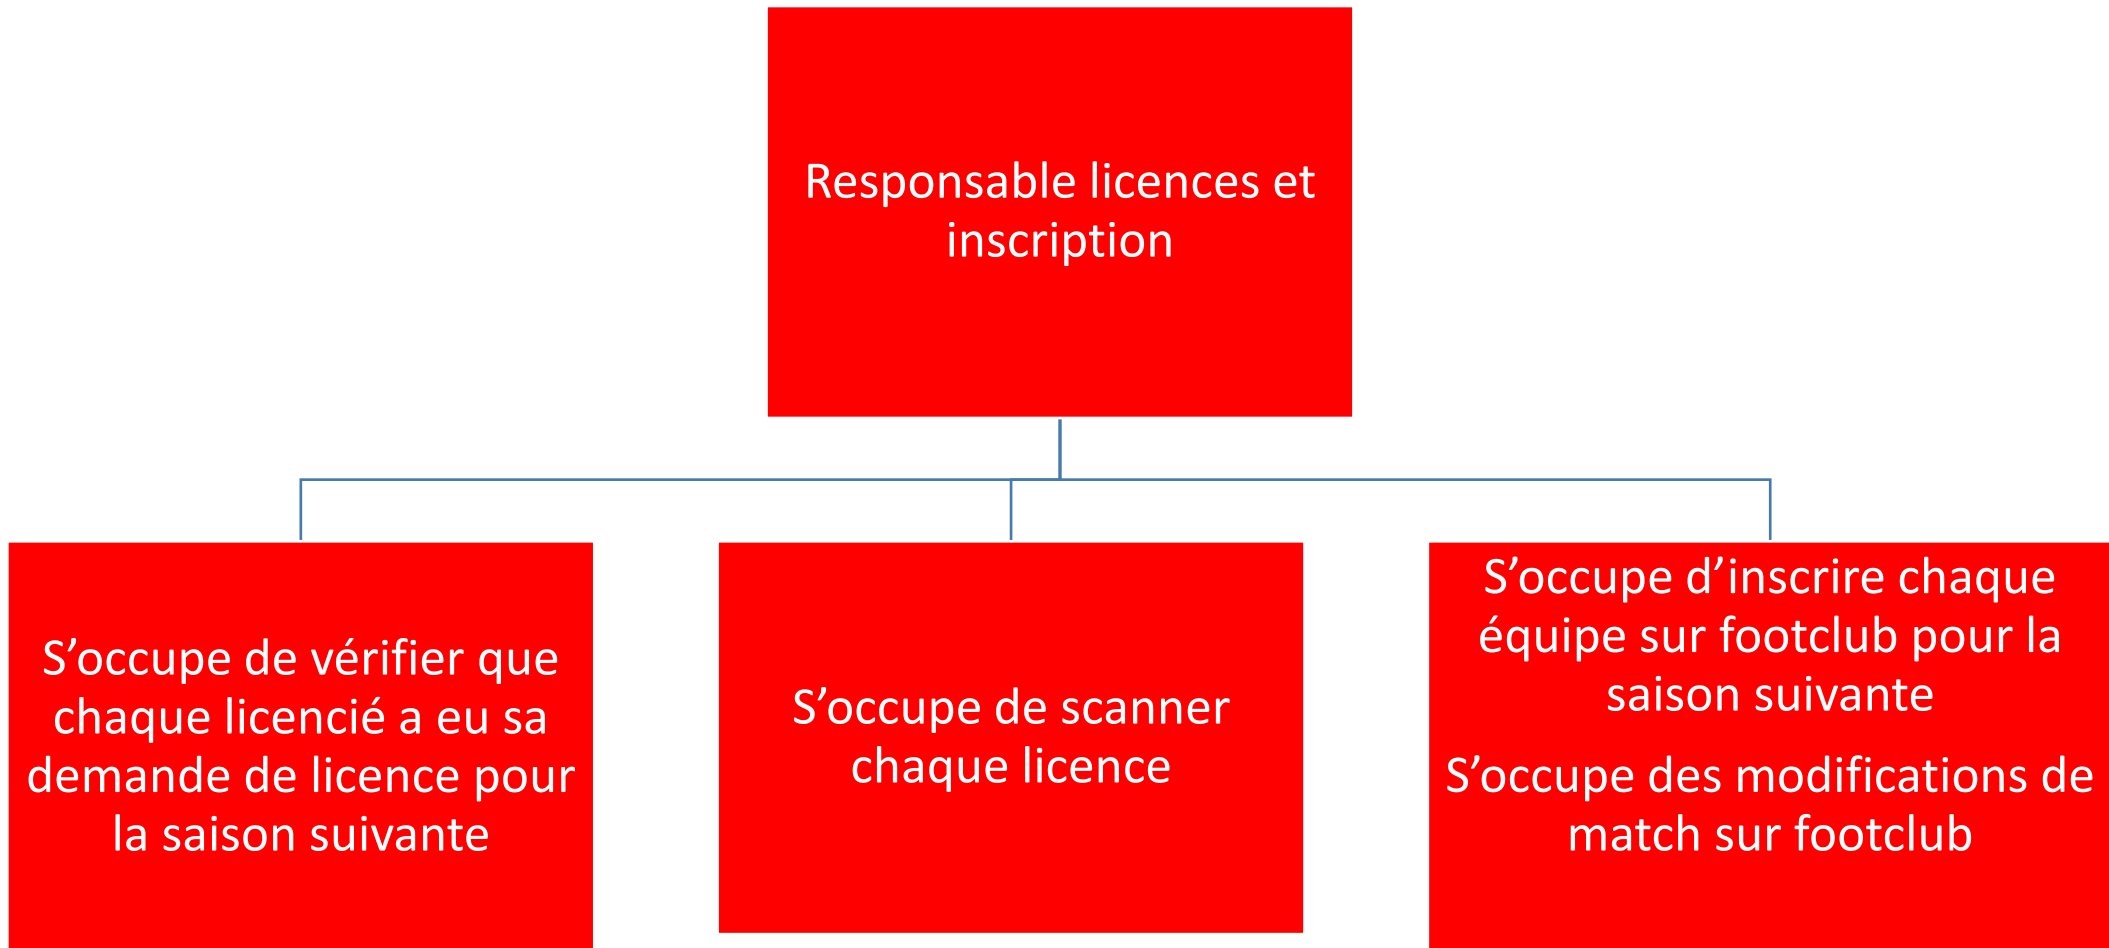 Responsable licences et
inscription
S’occupe de vérifier que
chaque licencié a eu sa
demande de licence pour
la saison suivante
S’occupe de scanner
chaque licence
S’occupe d’inscrire chaque
équipe sur footclub pour la
saison suivante
S’occupe des modifications de
match sur footclub